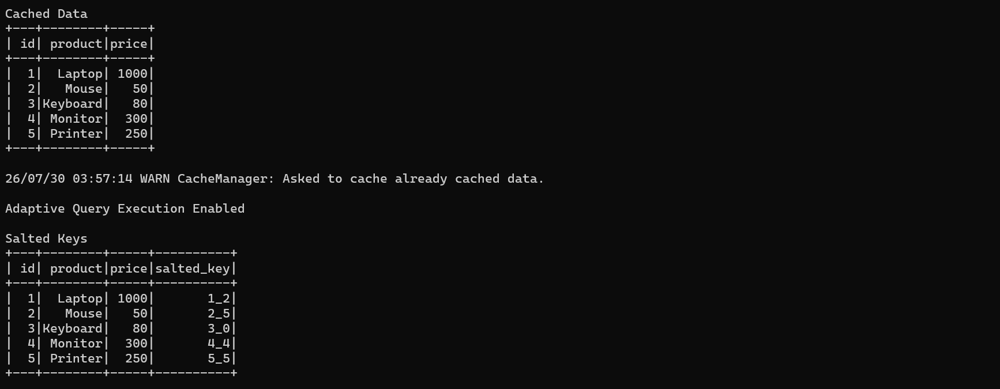 Cached Data
+---+--------+-----+
| id| product|price|
+---+--------+-----+
|  1|  Laptop| 1000|
|  2|   Mouse|   50|
|  3|Keyboard|   80|
|  4| Monitor|  300|
|  5| Printer|  250|
+---+--------+-----+

26/07/30 03:57:14 WARN CacheManager: Asked to cache already cached data.

Adaptive Query Execution Enabled

Salted Keys
+---+--------+-----+----------+
| id| product|price|salted_key|
+---+--------+-----+----------+
|  1|  Laptop| 1000|       1_2|
|  2|   Mouse|   50|       2_5|
|  3|Keyboard|   80|       3_0|
|  4| Monitor|  300|       4_4|
|  5| Printer|  250|       5_5|
+---+--------+-----+----------+